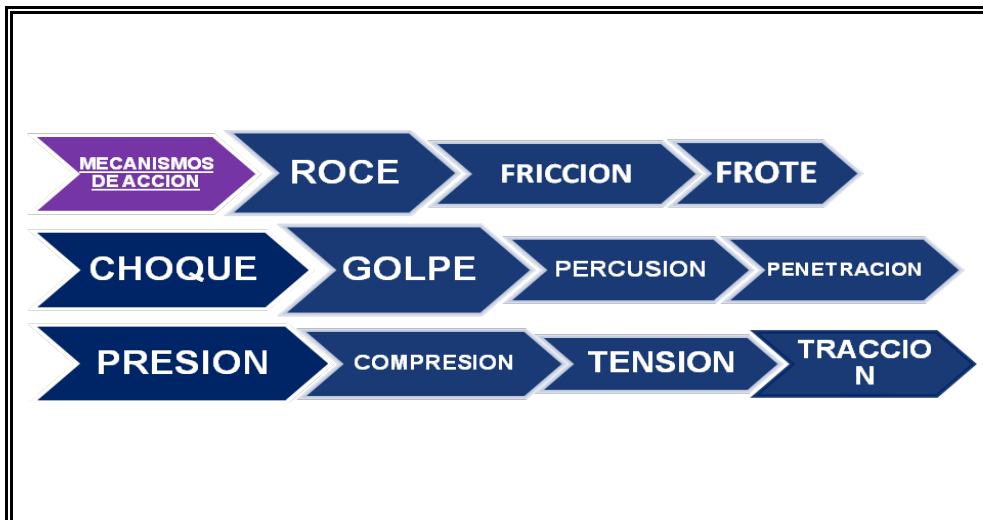 MECANISMOS
DE ACCION
ROCE
FRICCION
FROTE
CHOQUE
GOLPE
PERCUSION
PENETRACION
PRESION
COMPRESION
TENSION
TRACCIO
N